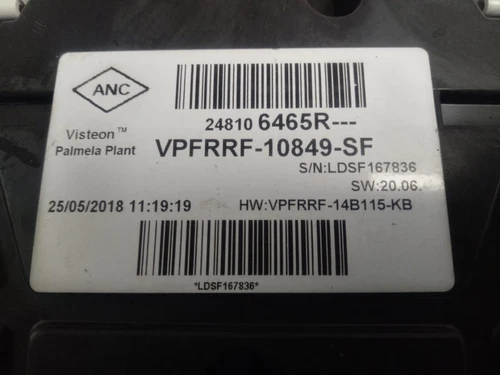 ANC
24810 6465R---
Visteon™
Palmela Plant
VPFRRF-10849-SF
S/N:LDSF167836
SW:20.06.
25/05/2018 11:19:19
HW:VPFRRF-14B115-KB
*LDSF167836*